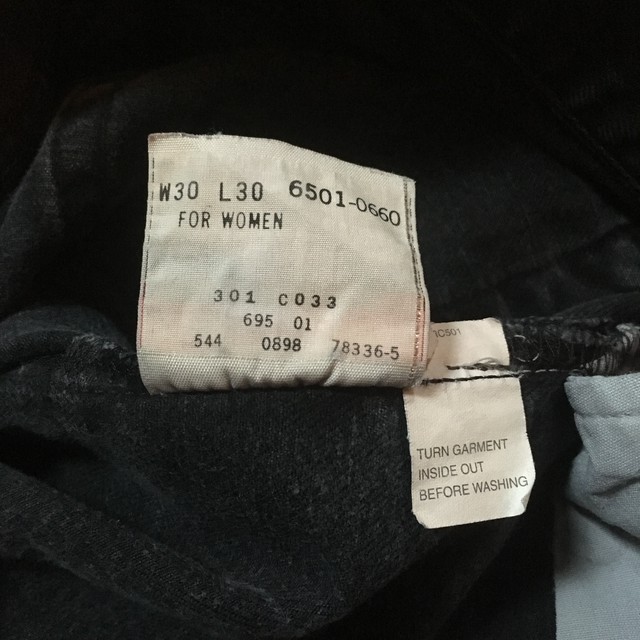 W30 L30 6501-0660
FOR WOMEN
301 C033
695 01
544 0898 78336-5
TURN GARMENT
INSIDE OUT
BEFORE WASHING